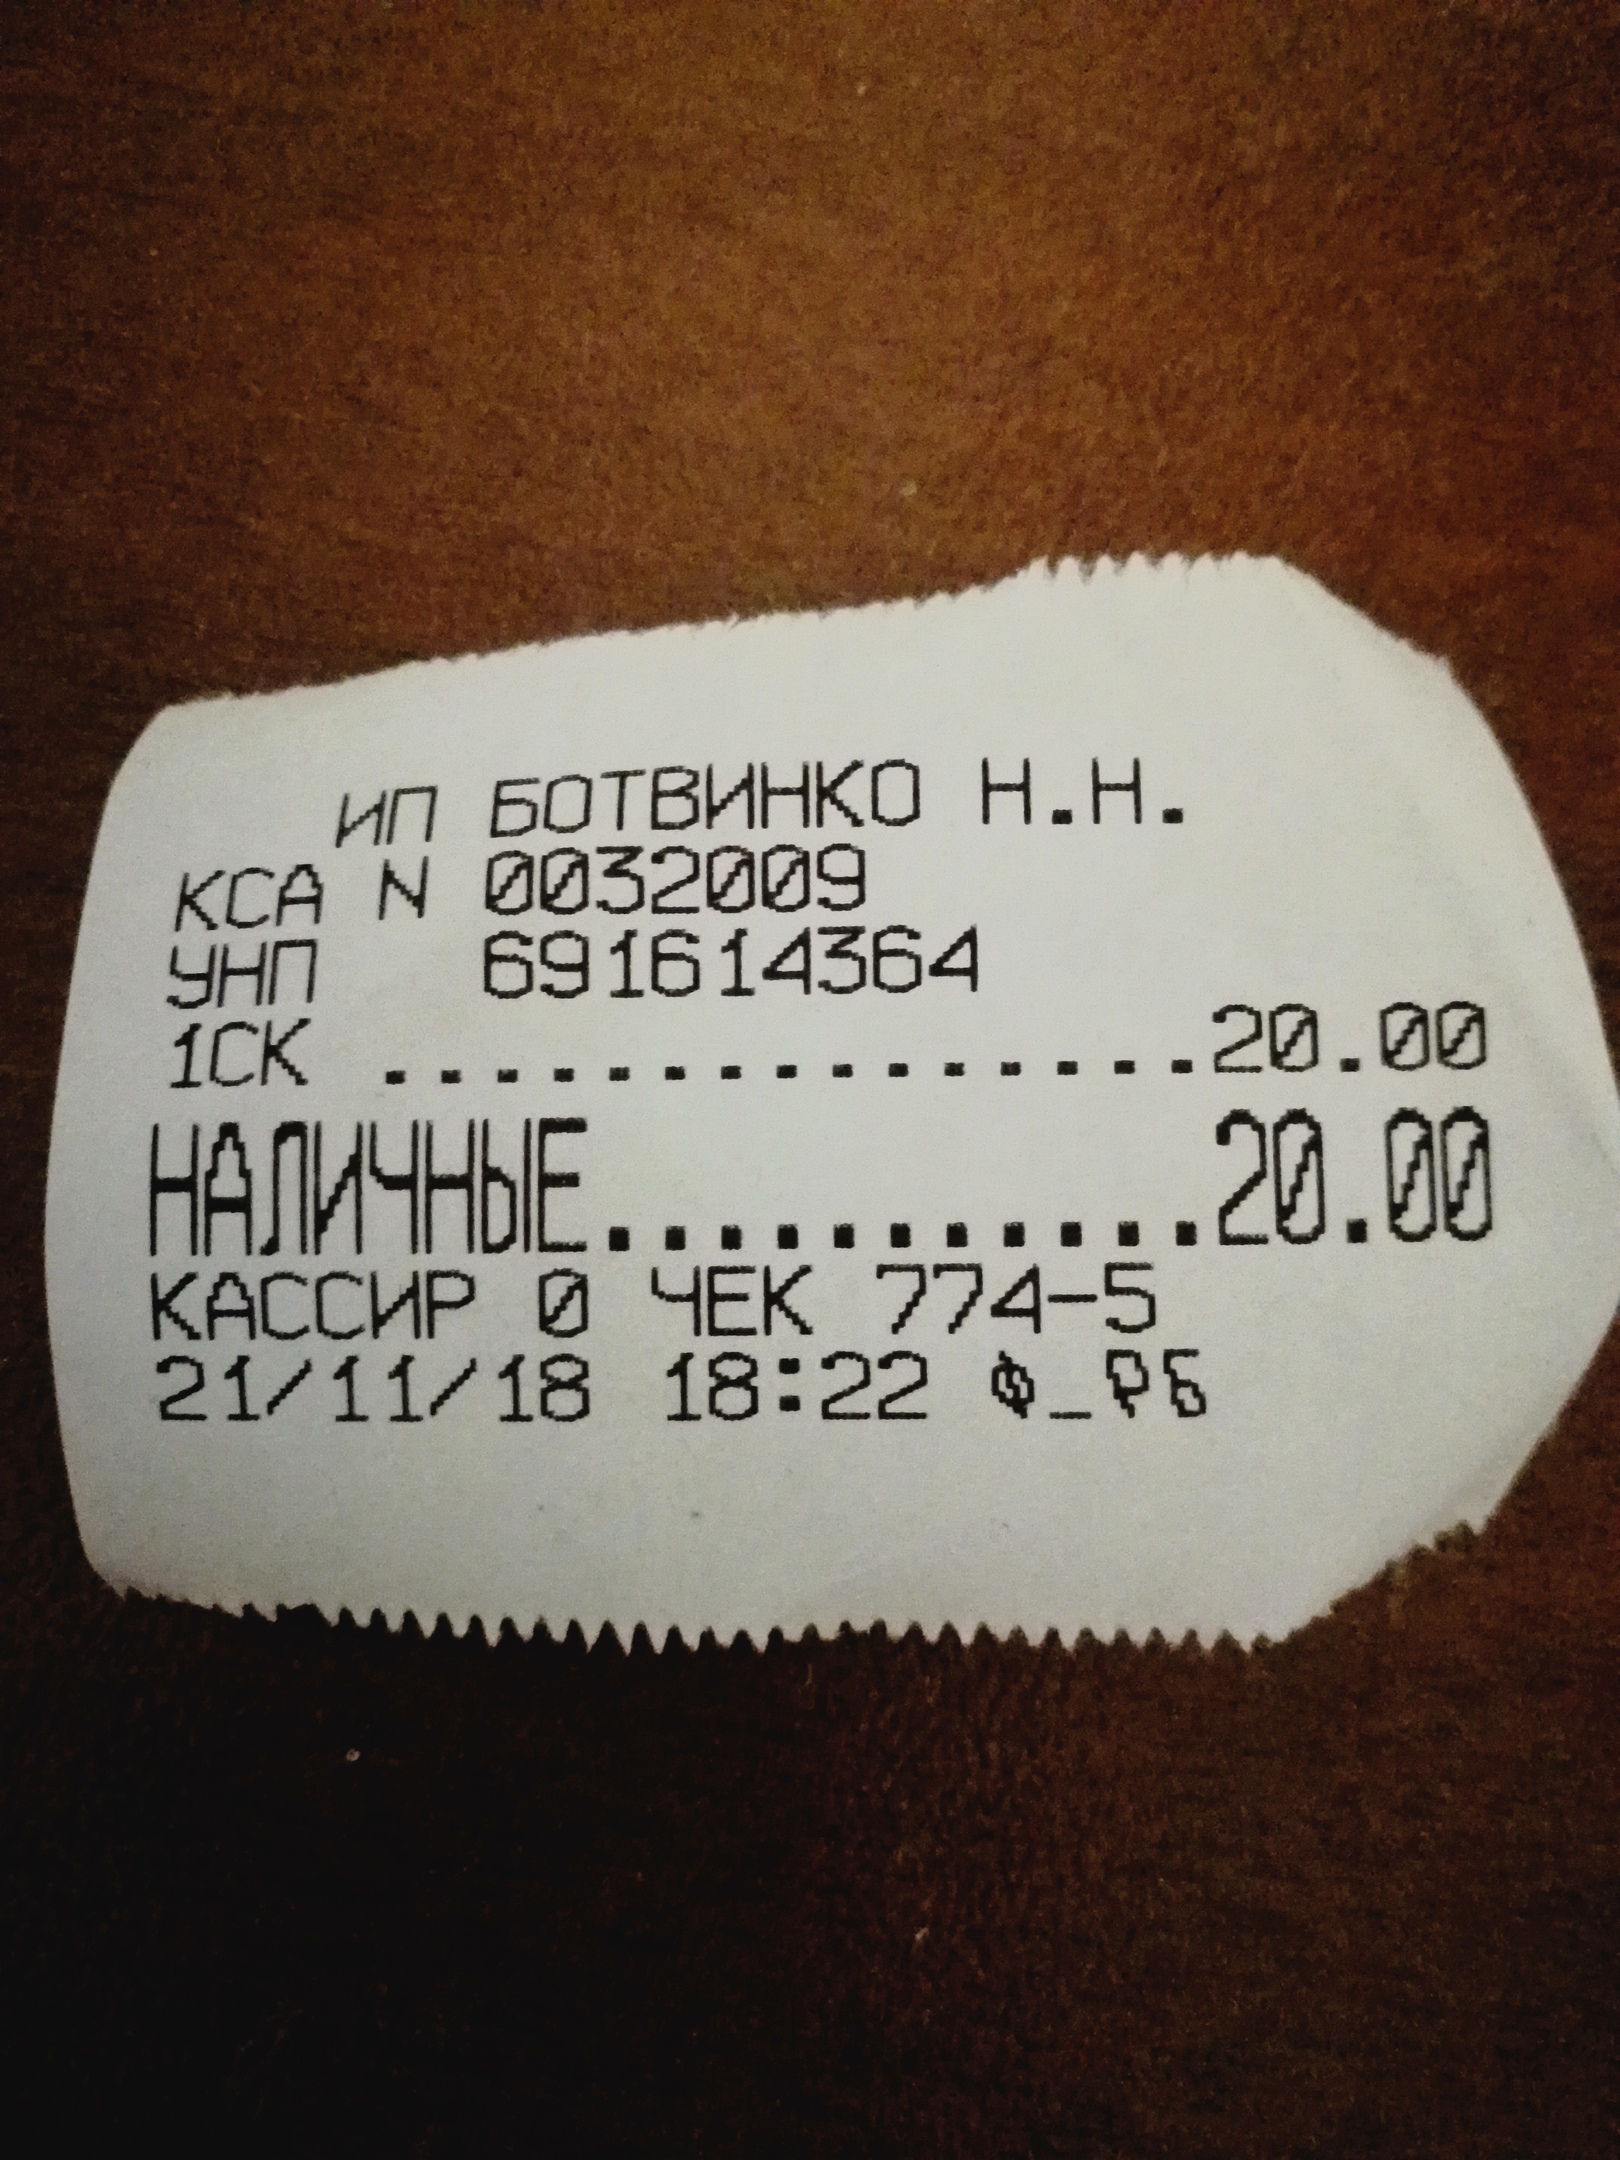 ИП БОТВИНКО Н.Н.
КСА N 0032009
УНП 691614364
1СК ...............20.00
НАЛИЧНЫЕ...........20.00
КАССИР 0 ЧЕК 774-5
21/11/18 18:22 Ф_РБ